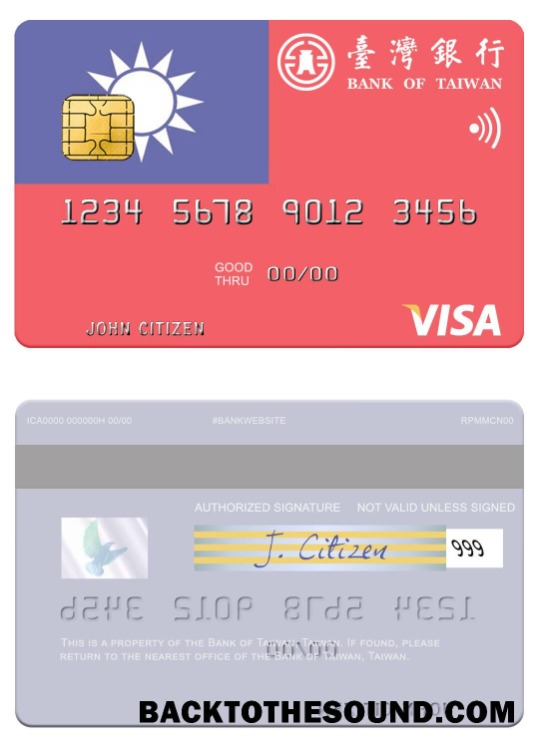 臺灣銀行
BANK OF TAIWAN
1234 5678 9012 3456
GOOD
THRU 00/00
JOHN CITIZEN
VISA
ICA0000 000000H 00/00 #BANKWEBSITE RPMMCN00
AUTHORIZED SIGNATURE NOT VALID UNLESS SIGNED
J. Citizen 999
THIS IS A PROPERTY OF THE BANK OF TAIWAN, TAIWAN. IF FOUND, PLEASE
RETURN TO THE NEAREST OFFICE OF THE BANK OF TAIWAN, TAIWAN.
BACKTOTHESOUND.COM